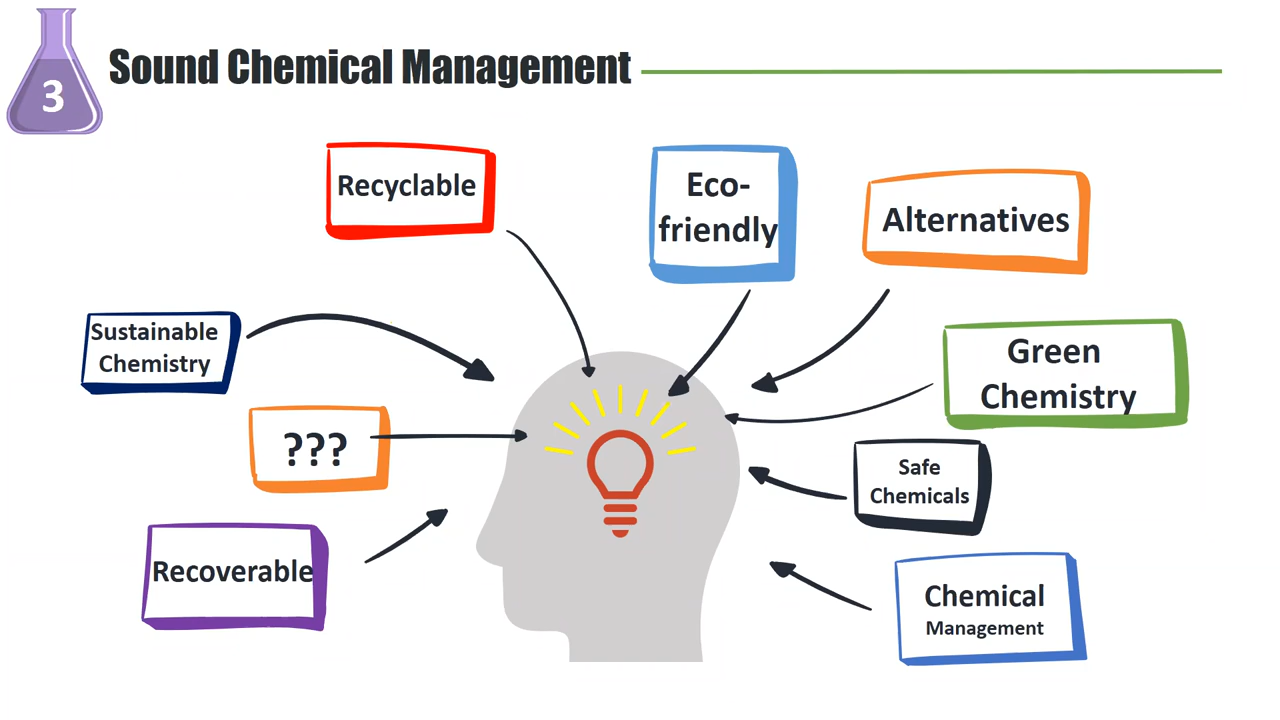 3
Sound Chemical Management
Recyclable
Eco-
friendly
Alternatives
Sustainable
Chemistry
Green
Chemistry
???
Safe
Chemicals
Recoverable
Chemical
Management